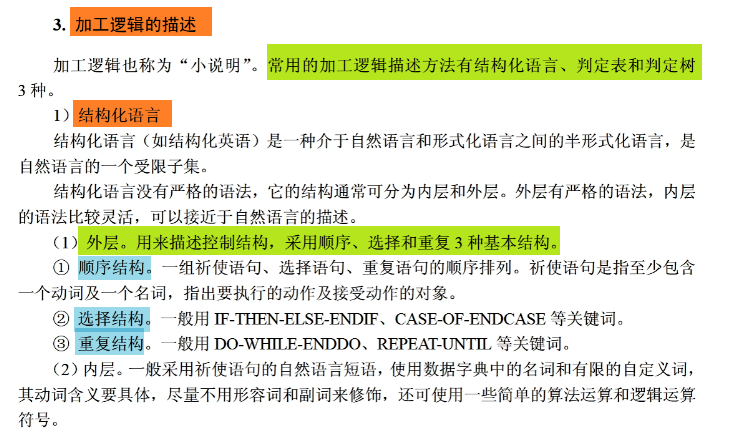 3. 加工逻辑的描述
加工逻辑也称为“小说明”。常用的加工逻辑描述方法有结构化语言、判定表和判定树
3 种。
1）结构化语言
结构化语言（如结构化英语）是一种介于自然语言和形式化语言之间的半形式化语言，是
自然语言的一个受限子集。
结构化语言没有严格的语法，它的结构通常可分为内层和外层。外层有严格的语法，内层
的语法比较灵活，可以接近于自然语言的描述。
（1）外层。用来描述控制结构，采用顺序、选择和重复 3 种基本结构。
① 顺序结构。一组祈使语句、选择语句、重复语句的顺序排列。祈使语句是指至少包含
一个动词及一个名词，指出要执行的动作及接受动作的对象。
② 选择结构。一般用 IF-THEN-ELSE-ENDIF、CASE-OF-ENDCASE 等关键词。
③ 重复结构。一般用 DO-WHILE-ENDDO、REPEAT-UNTIL 等关键词。
（2）内层。一般采用祈使语句的自然语言短语，使用数据字典中的名词和有限的自定义词，
其动词含义要具体，尽量不用形容词和副词来修饰，还可使用一些简单的算法运算和逻辑运算
符号。